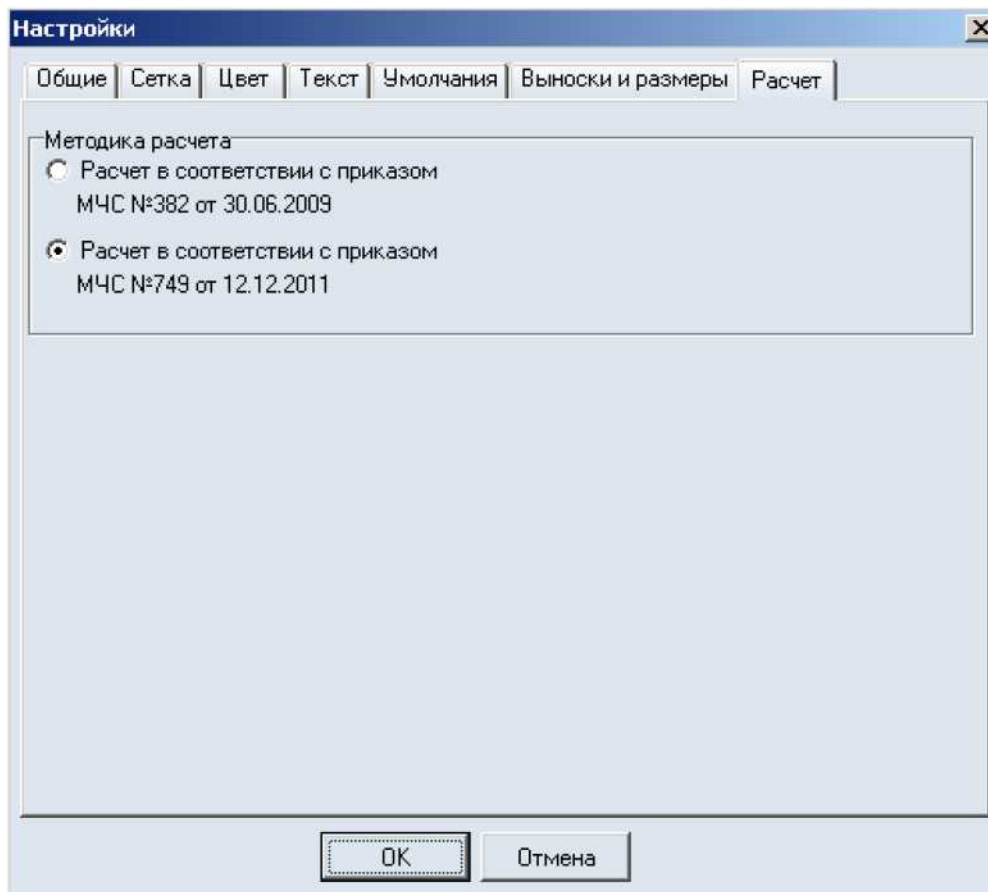 Настройки
Общие Сетка Цвет Текст Умолчания Выноски и размеры Расчет
Методика расчета
Расчет в соответствии с приказом
МЧС №382 от 30.06.2009
Расчет в соответствии с приказом
МЧС №749 от 12.12.2011
OK Отмена